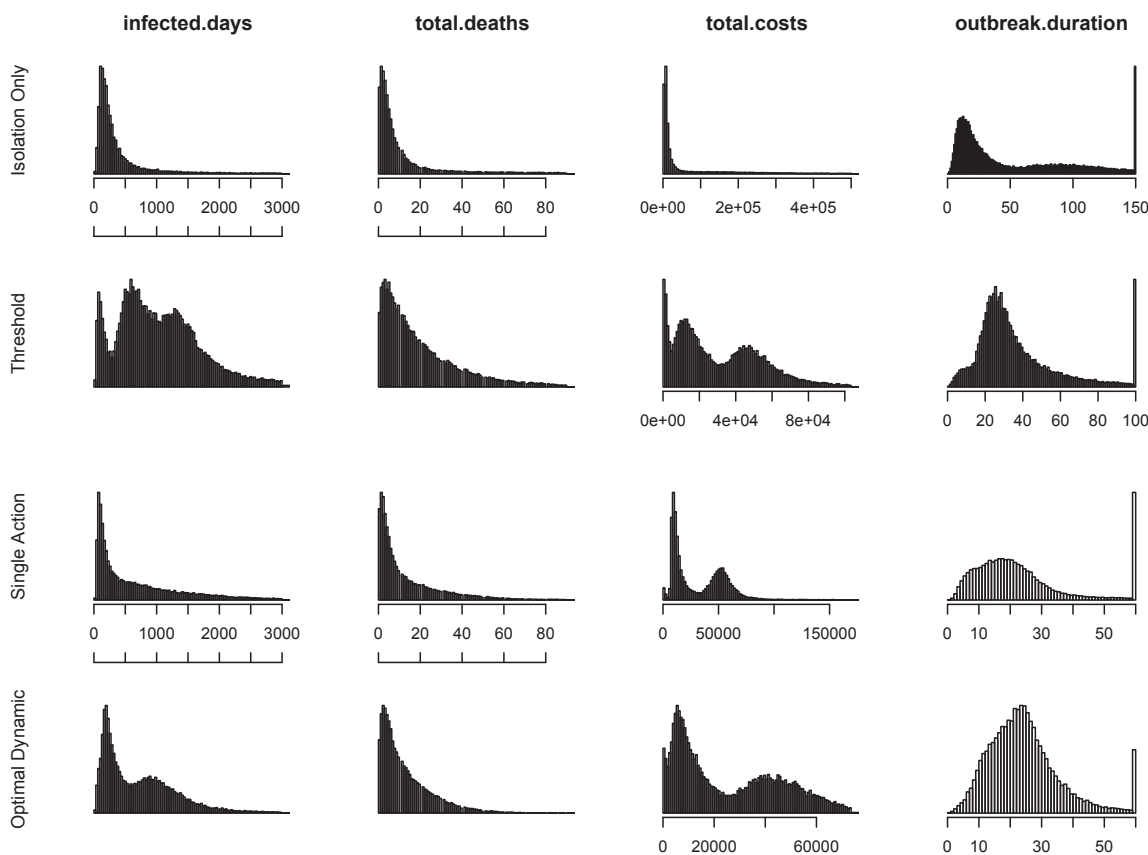 infected.days total.deaths total.costs outbreak.duration
Isolation Only
0 1000 2000 3000
0 20 40 60 80
0e+00 2e+05 4e+05
0 50 100 150
Threshold
0e+00 4e+04 8e+04
0 20 40 60 80 100
Single Action
0 1000 2000 3000
0 20 40 60 80
0 50000 150000
0 10 30 50
Optimal Dynamic
0 20000 60000
0 10 30 50